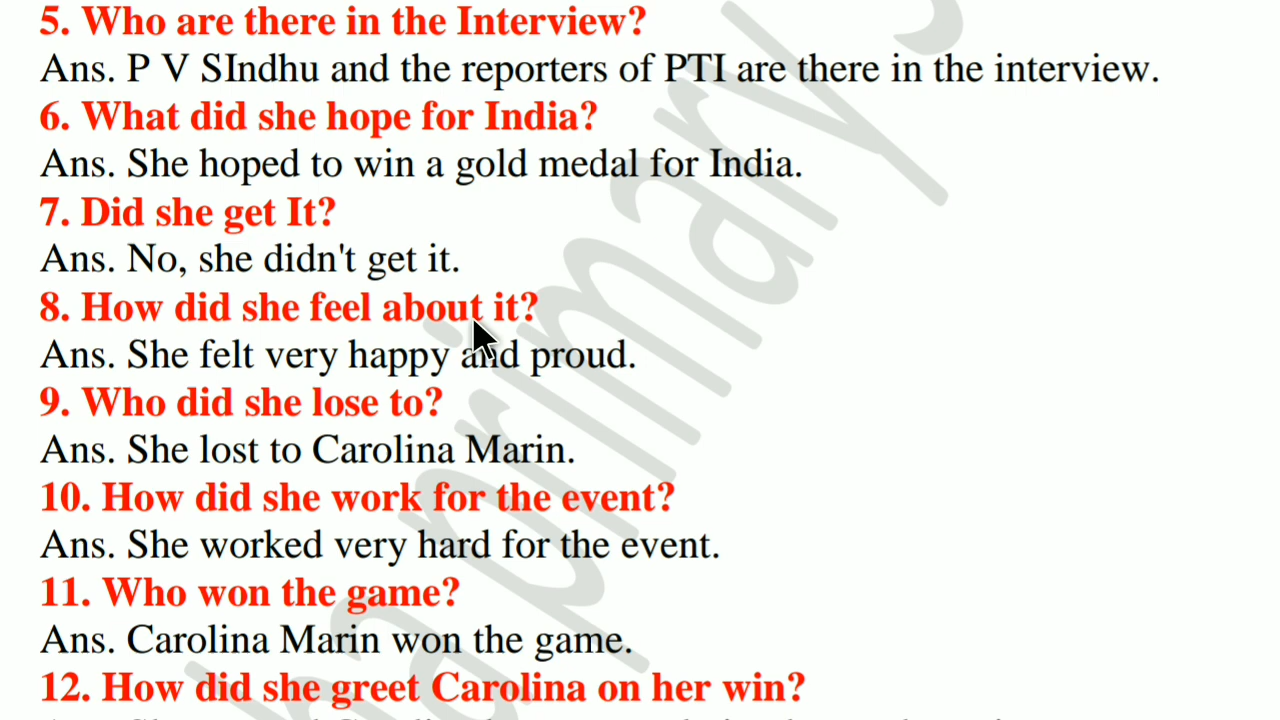 5. Who are there in the Interview?
Ans. P V SIndhu and the reporters of PTI are there in the interview.
6. What did she hope for India?
Ans. She hoped to win a gold medal for India.
7. Did she get It?
Ans. No, she didn't get it.
8. How did she feel about it?
Ans. She felt very happy and proud.
9. Who did she lose to?
Ans. She lost to Carolina Marin.
10. How did she work for the event?
Ans. She worked very hard for the event.
11. Who won the game?
Ans. Carolina Marin won the game.
12. How did she greet Carolina on her win?
primary